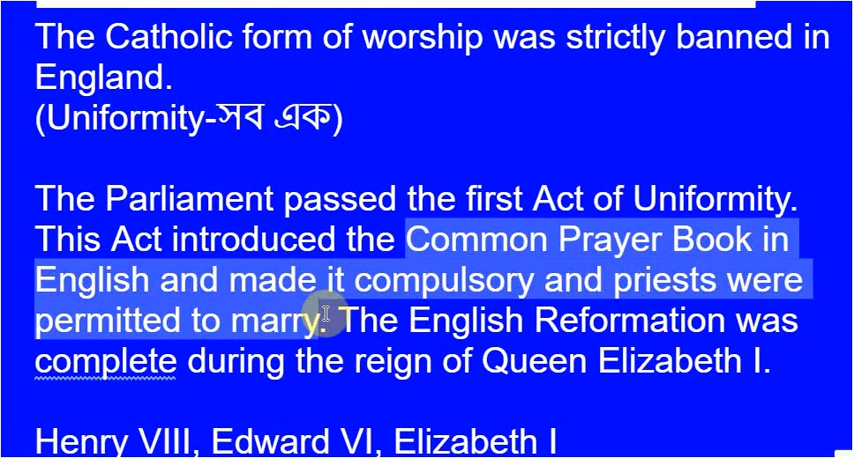 The Catholic form of worship was strictly banned in
England.
(Uniformity-সব এক)
The Parliament passed the first Act of Uniformity.
This Act introduced the Common Prayer Book in
English and made it compulsory and priests were
permitted to marry. The English Reformation was
complete during the reign of Queen Elizabeth I.
Henry VIII, Edward VI, Elizabeth I